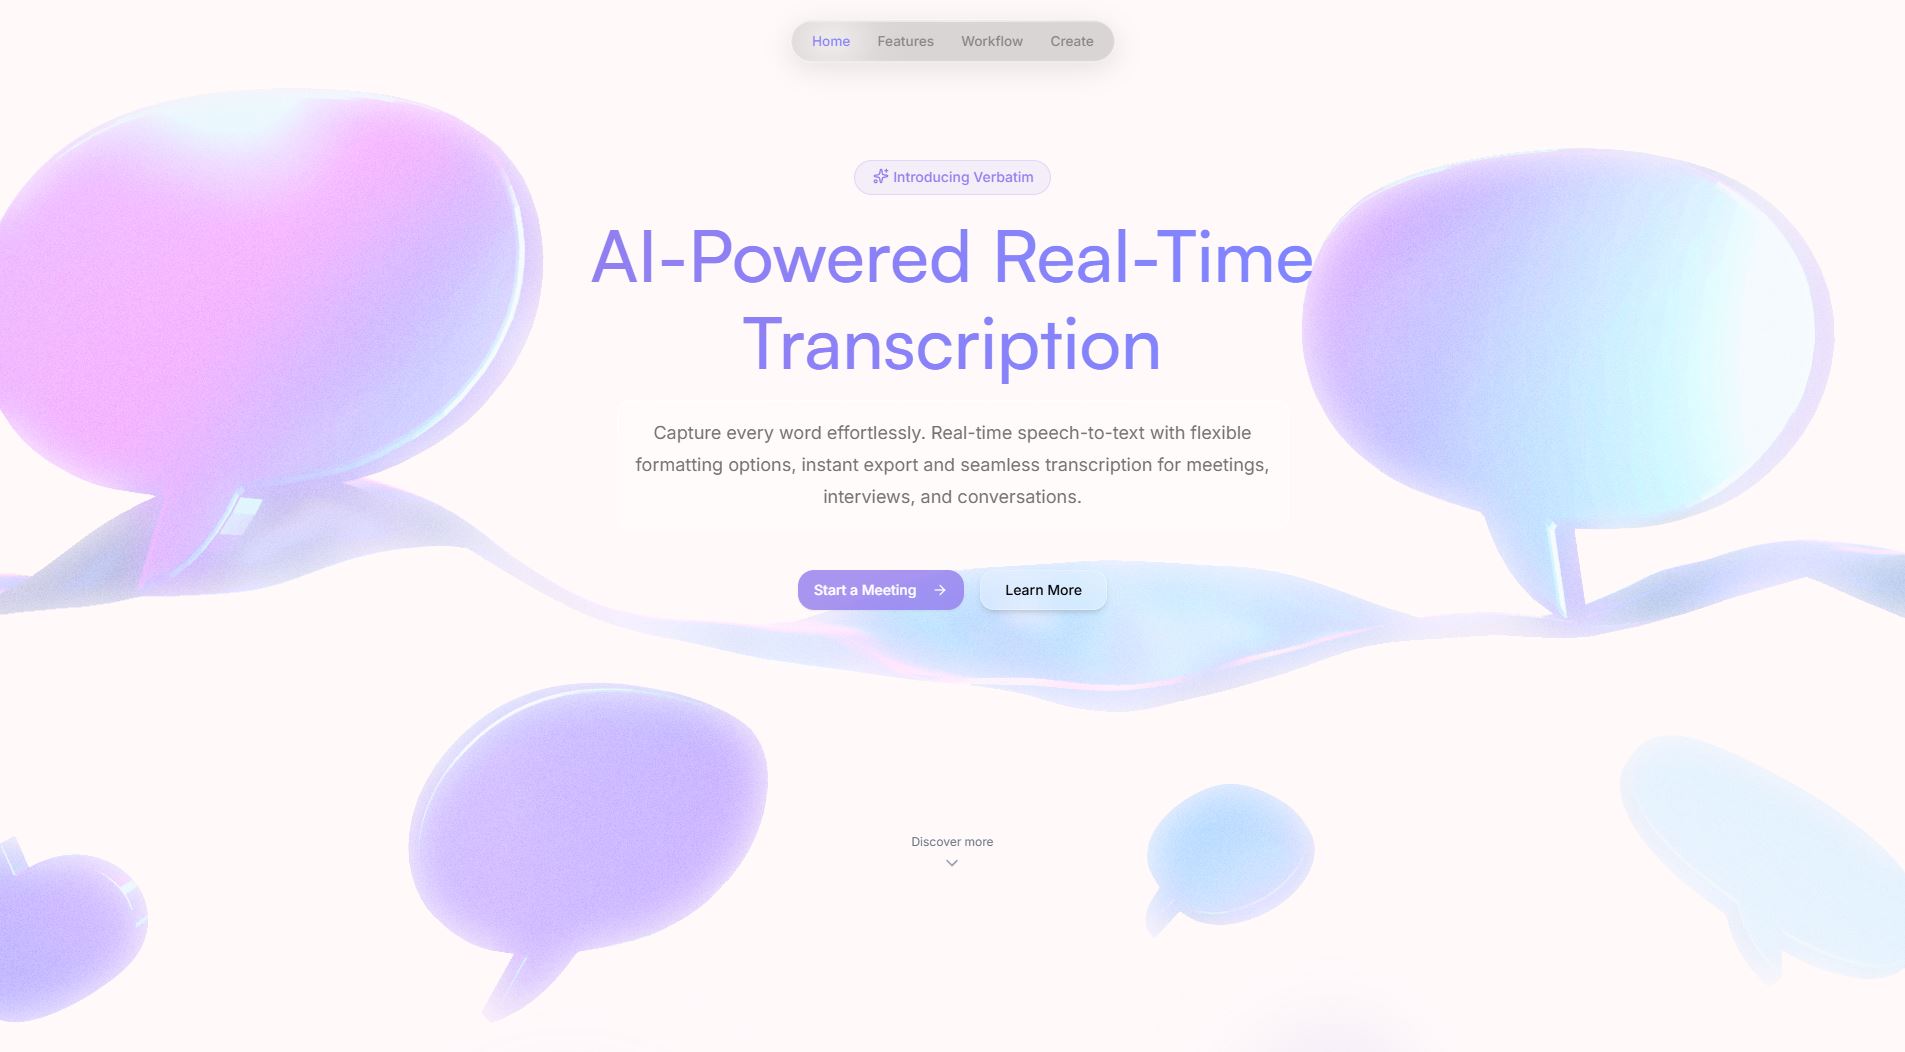 Home Features Workflow Create
Introducing Verbatim
AI-Powered Real-Time
Transcription
Capture every word effortlessly. Real-time speech-to-text with flexible
formatting options, instant export and seamless transcription for meetings,
interviews, and conversations.
Start a Meeting Learn More
Discover more